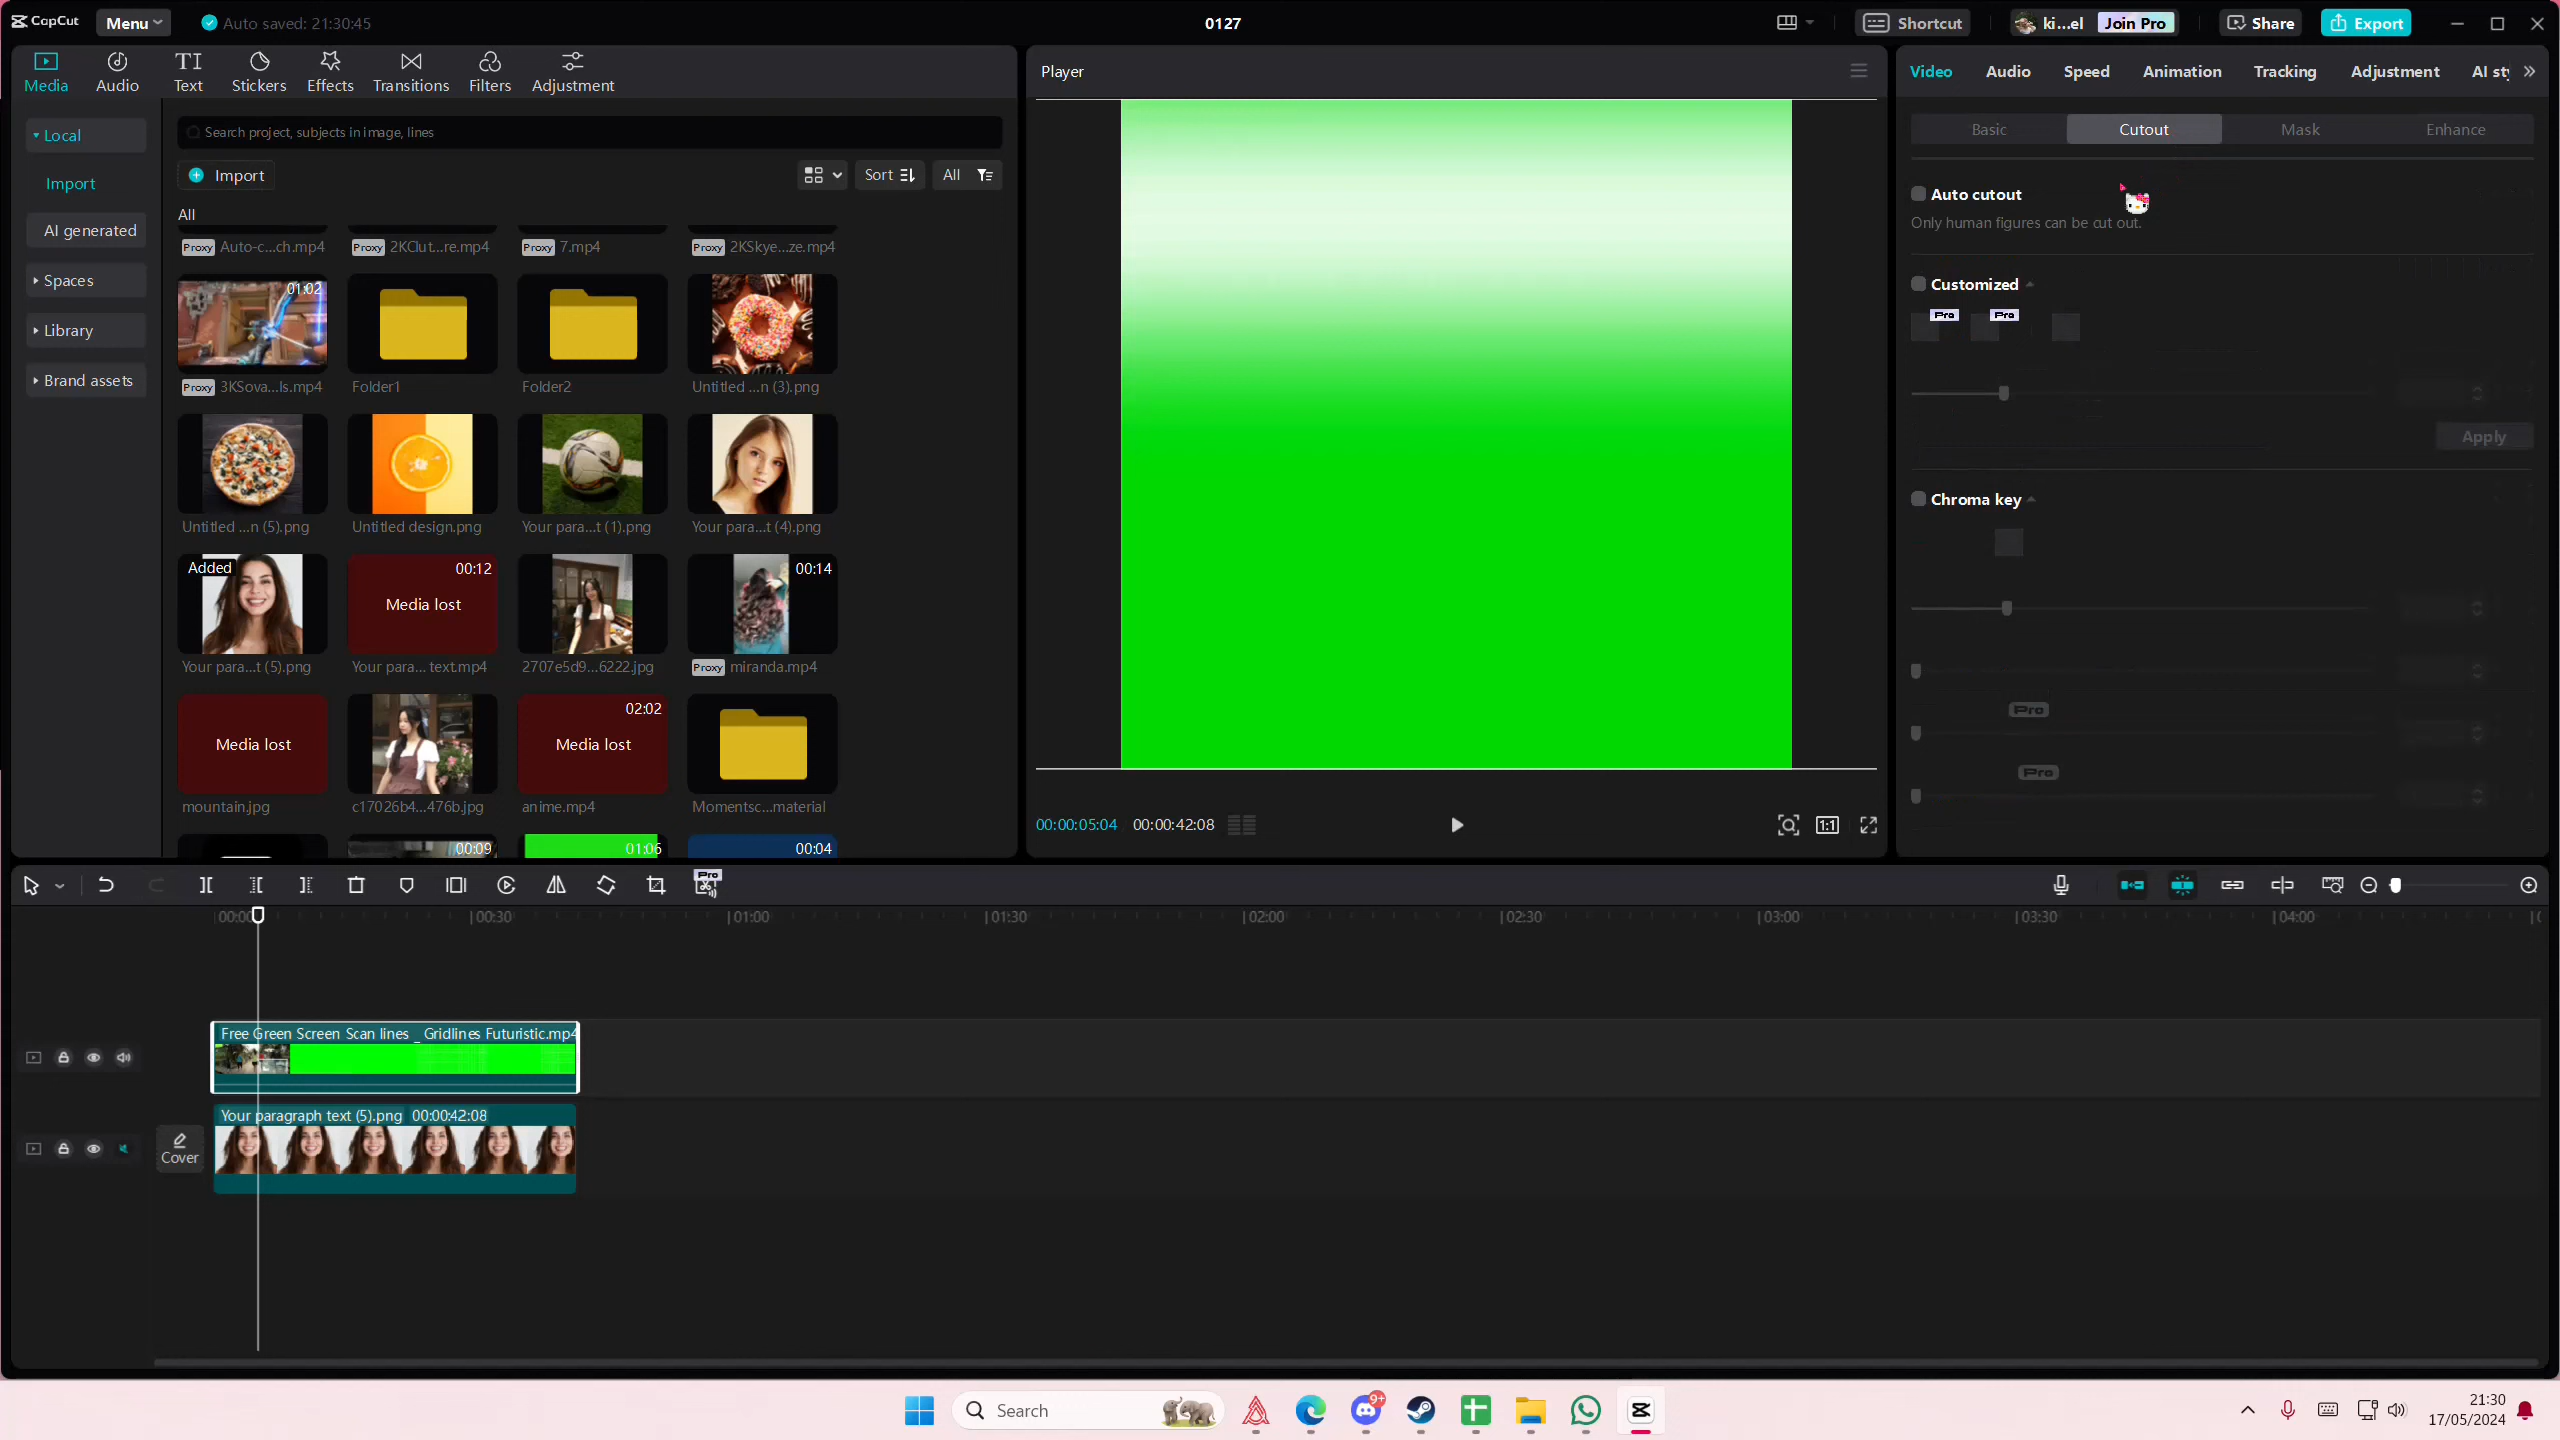 CapCut
Menu
Auto saved: 21:30:45
0127
Shortcut
ki...el
Join Pro
Share
Export
Media
Audio
Text
Stickers
Effects
Transitions
Filters
Adjustment
Local
Import
AI generated
Spaces
Library
Brand assets
Search project, subjects in image, lines
Import
Sort
All
All
Proxy Auto-c...ch.mp4
Proxy 2KClut...re.mp4
Proxy 7.mp4
Proxy 2KSkye...ze.mp4
01:02
Proxy 3KSova...ls.mp4
Folder1
Folder2
Untitled ...n (3).png
Untitled ...n (5).png
Untitled design.png
Your para...t (1).png
Your para...t (4).png
Added
00:12
Media lost
00:14
Your para...t (5).png
Your para... text.mp4
2707e5d9...6222.jpg
Proxy miranda.mp4
Media lost
02:02
Media lost
mountain.jpg
c17026b4...476b.jpg
anime.mp4
Momentsc...material
00:09
01:06
00:04
Player
00:00:05:04
00:00:42:08
1:1
Video
Audio
Speed
Animation
Tracking
Adjustment
AI sty
Basic
Cutout
Mask
Enhance
Auto cutout
Only human figures can be cut out.
Customized
Pro
Pro
Apply
Chroma key
Pro
Pro
Pro
00:00
00:30
01:00
01:30
02:00
02:30
03:00
03:30
04:00
Free Green Screen Scan lines _ Gridlines Futuristic.mp4
Your paragraph text (5).png 00:00:42:08
Cover
Search
9+
21:30
17/05/2024